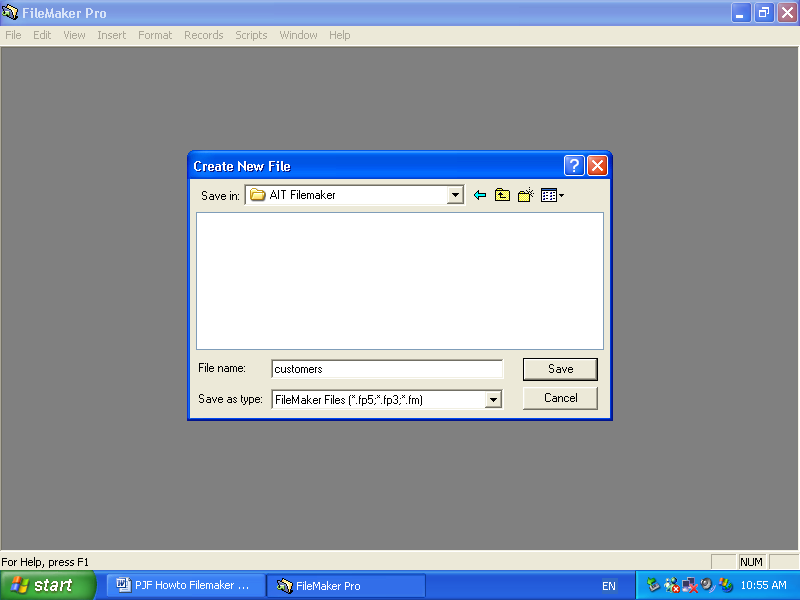 FileMaker Pro
File Edit View Insert Format Records Scripts Window Help
Create New File
Save in: AIT Filemaker
File name: customers
Save
Save as type: FileMaker Files (*.fp5;*.fp3;*.fm)
Cancel
For Help, press F1
NUM
start
PJF Howto Filemaker ...
FileMaker Pro
EN
10:55 AM